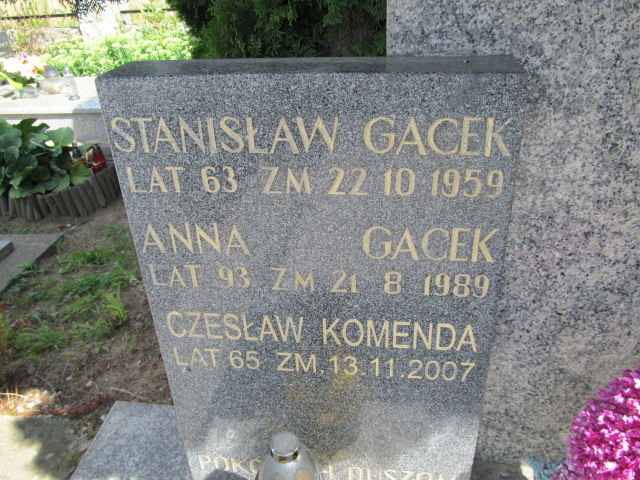 STANISŁAW GACEK
LAT 63 ZM 22 10 1959
ANNA GACEK
LAT 93 ZM 21 8 1989
CZESŁAW KOMENDA
LAT 65 ZM.13.11.2007